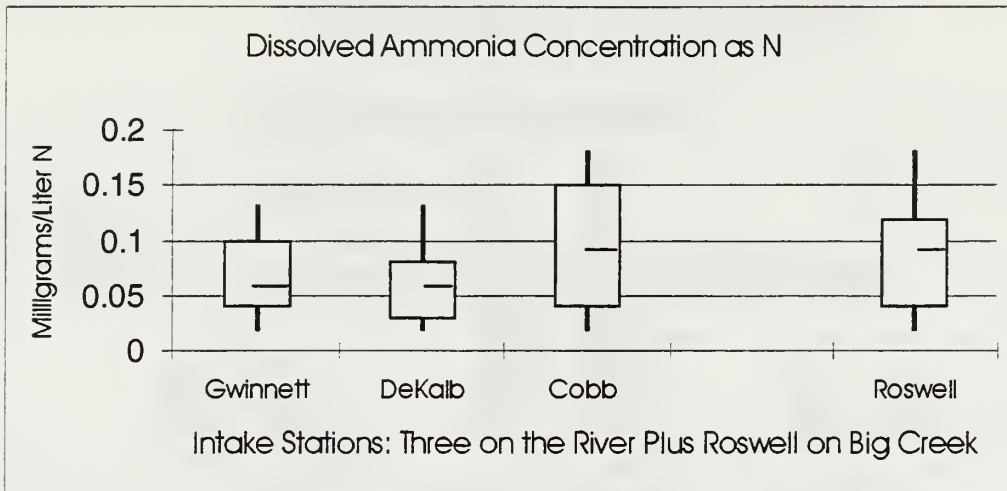 Dissolved Ammonia Concentration as N
Milligrams/Liter N
0.2
0.15
0.1
0.05
0
Gwinnett DeKalb Cobb Roswell
Intake Stations: Three on the River Plus Roswell on Big Creek